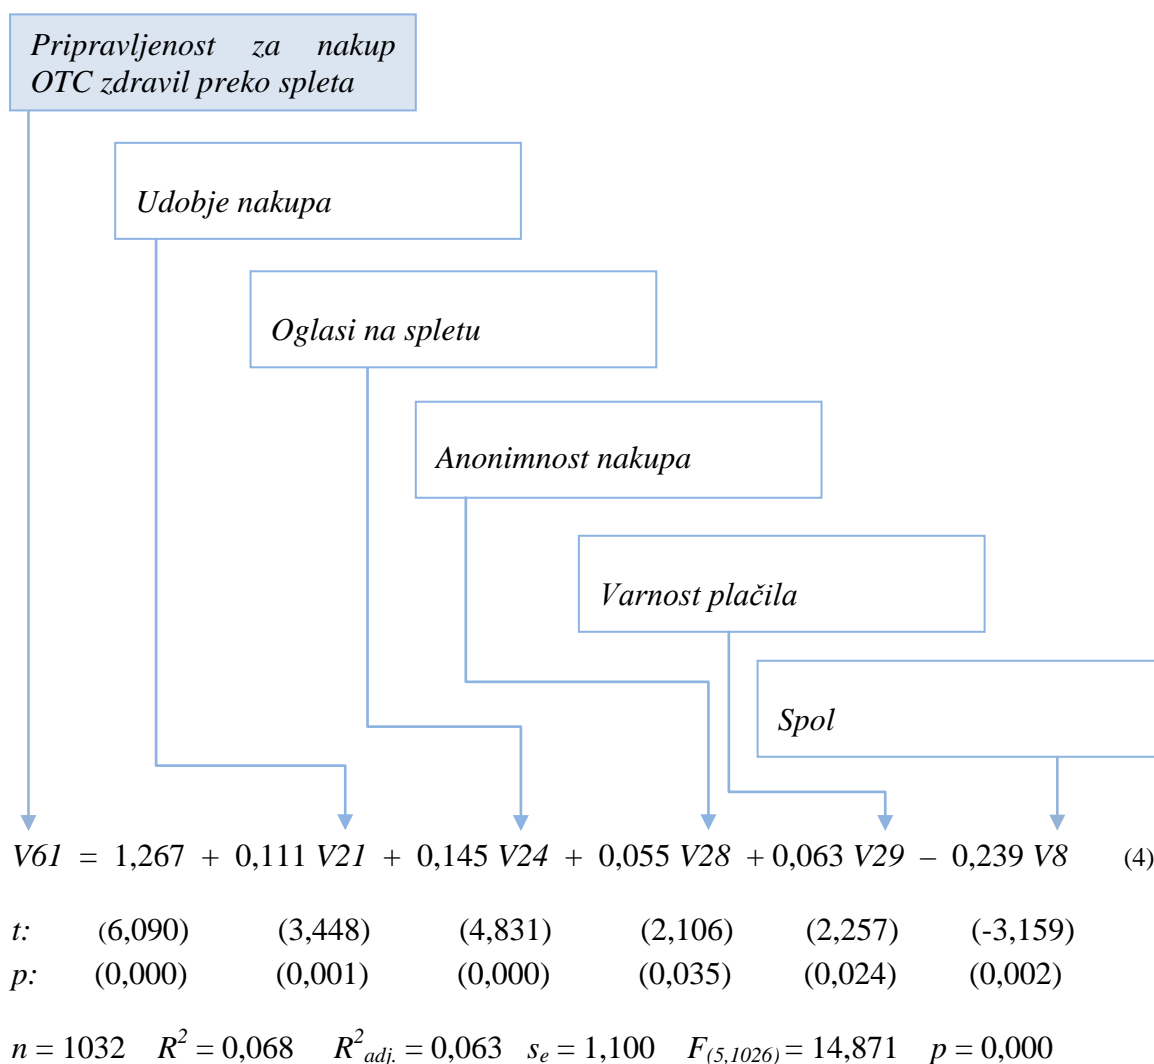 Pripravljenost za nakup
OTC zdravil preko spleta
Udobje nakupa
Oglasi na spletu
Anonimnost nakupa
Varnost plačila
Spol
V61 = 1,267 + 0,111 V21 + 0,145 V24 + 0,055 V28 + 0,063 V29 – 0,239 V8 (4)
t: (6,090) (3,448) (4,831) (2,106) (2,257) (-3,159)
p: (0,000) (0,001) (0,000) (0,035) (0,024) (0,002)
n = 1032 R² = 0,068 R²adj. = 0,063 se = 1,100 F(5,1026) = 14,871 p = 0,000